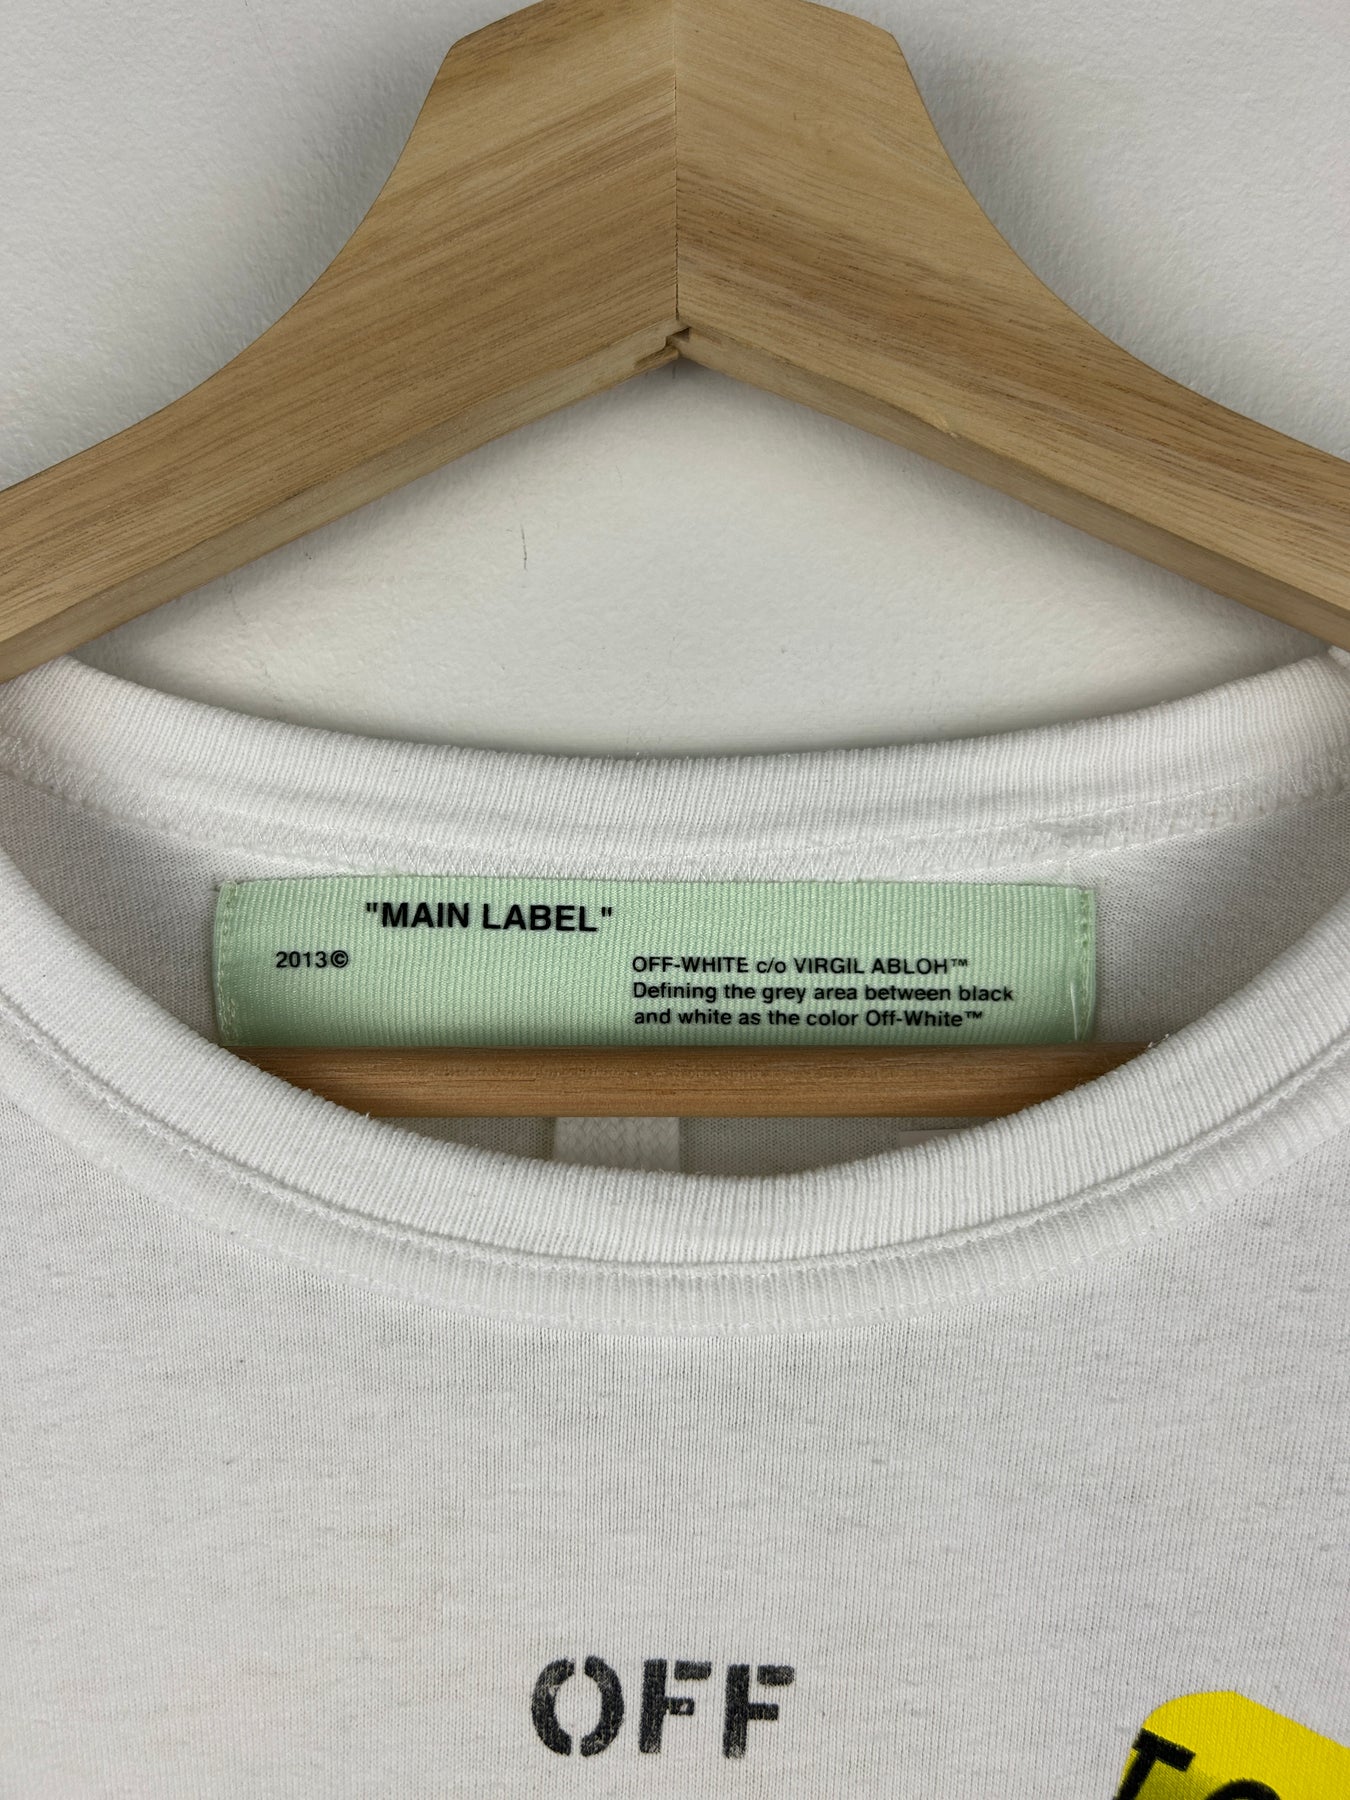 "MAIN LABEL"
2013©
OFF-WHITE c/o VIRGIL ABLOH™
Defining the grey area between black
and white as the color Off-White™
OFF